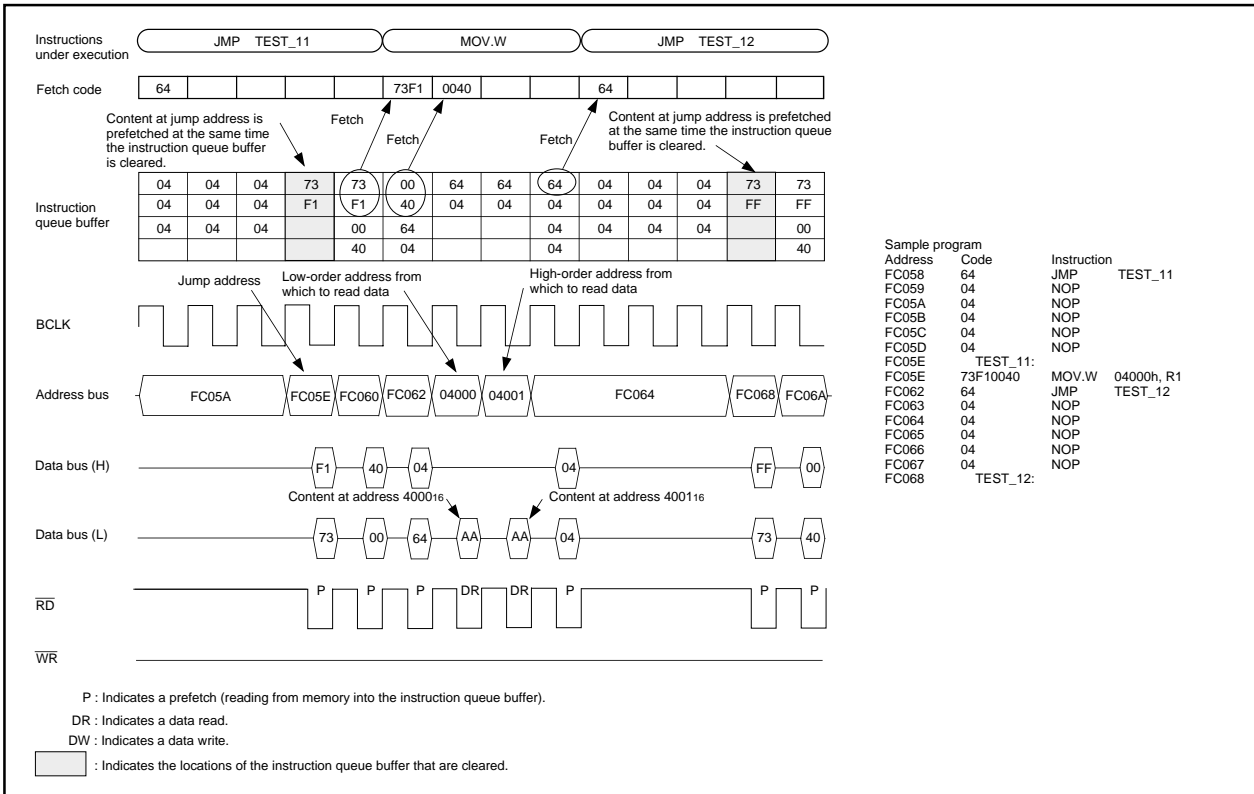 Instructions
under execution
JMP TEST_11
MOV.W
JMP TEST_12
Fetch code
64
73F1
0040
64
Content at jump address is
prefetched at the same time
the instruction queue buffer
is cleared.
Fetch
Fetch
Fetch
Content at jump address is prefetched
at the same time the instruction queue
buffer is cleared.
Instruction
queue buffer
04 04 04 73 73 00 64 64 64 04 04 04 73 73
04 04 04 F1 F1 40 04 04 04 04 04 04 FF FF
04 04 04 00 64 04 04 04 04 00
40 04 04 40
Jump address
Low-order address from
which to read data
High-order address from
which to read data
BCLK
Address bus
FC05A FC05E FC060 FC062 04000 04001 FC064 FC068 FC06A
Data bus (H)
F1 40 04 04 FF 00
Content at address 400016
Content at address 400116
Data bus (L)
73 00 64 AA AA 04 73 40
RD
P P P DR DR P P P
WR
P : Indicates a prefetch (reading from memory into the instruction queue buffer).
DR : Indicates a data read.
DW : Indicates a data write.
: Indicates the locations of the instruction queue buffer that are cleared.
Sample program
Address Code Instruction
FC058 64 JMP TEST_11
FC059 04 NOP
FC05A 04 NOP
FC05B 04 NOP
FC05C 04 NOP
FC05D 04 NOP
FC05E TEST_11:
FC05E 73F10040 MOV.W 04000h, R1
FC062 64 JMP TEST_12
FC063 04 NOP
FC064 04 NOP
FC065 04 NOP
FC066 04 NOP
FC067 04 NOP
FC068 TEST_12: